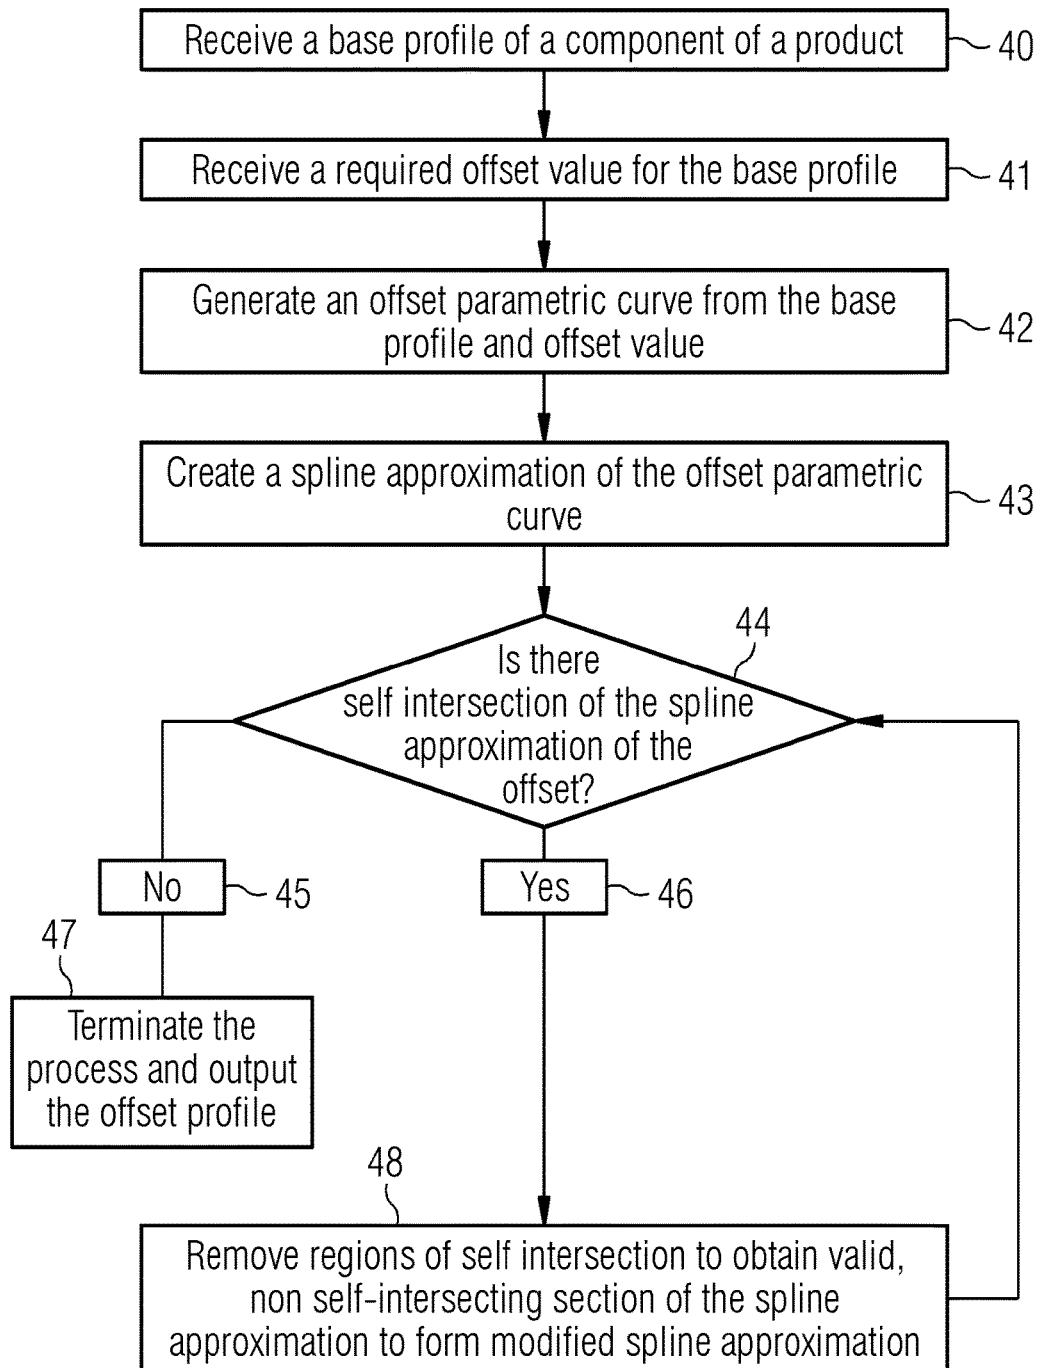 Receive a base profile of a component of a product
40
Receive a required offset value for the base profile
41
Generate an offset parametric curve from the base
profile and offset value
42
Create a spline approximation of the offset parametric
curve
43
44
Is there
self intersection of the spline
approximation of the
offset?
No
45
Yes
46
47
Terminate the
process and output
the offset profile
48
Remove regions of self intersection to obtain valid,
non self-intersecting section of the spline
approximation to form modified spline approximation